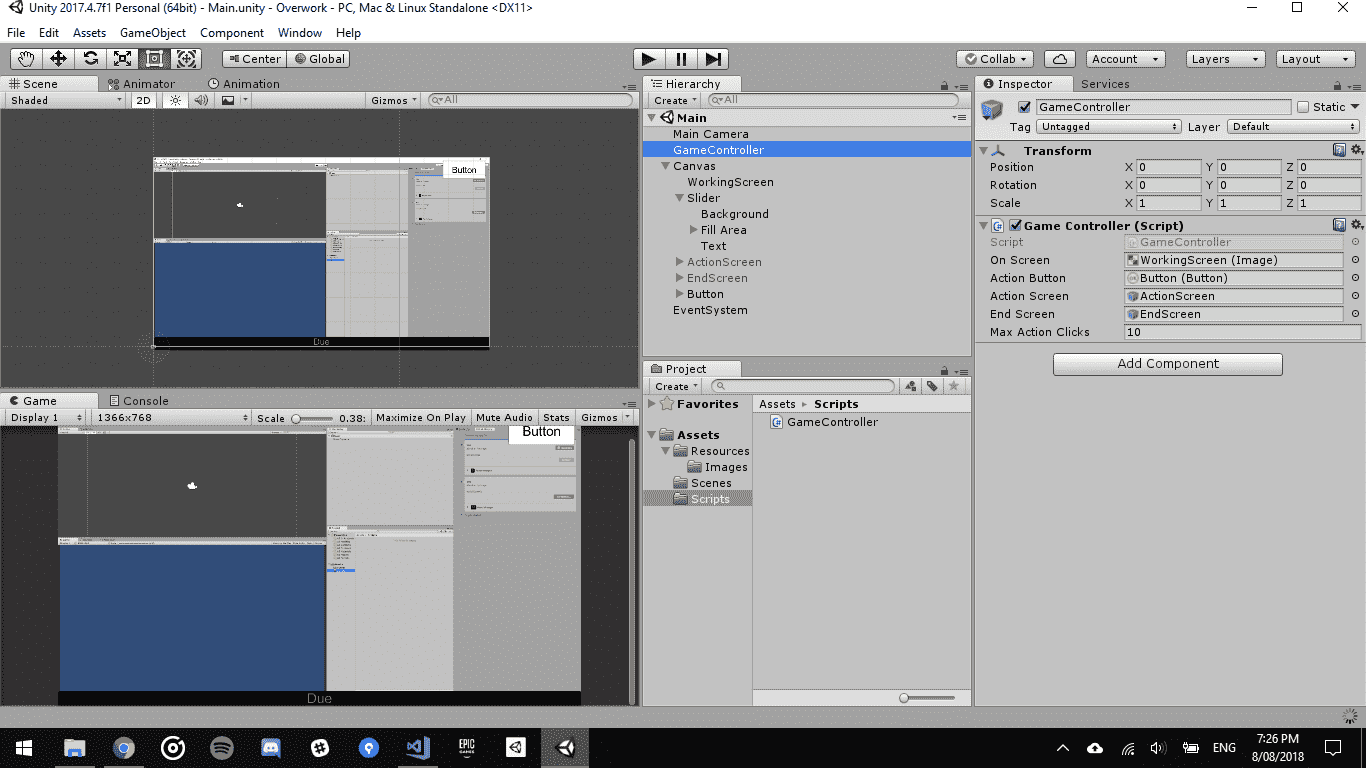 Unity 2017.4.7f1 Personal (64bit) - Main.unity - Overwork - PC, Mac & Linux Standalone <DX11>
File Edit Assets GameObject Component Window Help
Center Global Collab Account Layers Layout
Scene Animator Animation
Shaded 2D Gizmos All
Button
Due
Game Console
Display 1 1366x768 Scale 0.38: Maximize On Play Mute Audio Stats Gizmos
Button
Due
Hierarchy
Create All
Main
Main Camera
GameController
Canvas
WorkingScreen
Slider
Background
Fill Area
Text
ActionScreen
EndScreen
Button
EventSystem
Project
Create
Favorites
Assets
Resources
Images
Scenes
Scripts
Assets Scripts
GameController
Inspector Services
GameController Static
Tag Untagged Layer Default
Transform
Position X 0 Y 0 Z 0
Rotation X 0 Y 0 Z 0
Scale X 1 Y 1 Z 1
Game Controller (Script)
Script GameController
On Screen WorkingScreen (Image)
Action Button Button (Button)
Action Screen ActionScreen
End Screen EndScreen
Max Action Clicks 10
Add Component
EPIC
GAMES
ENG
7:26 PM
8/08/2018